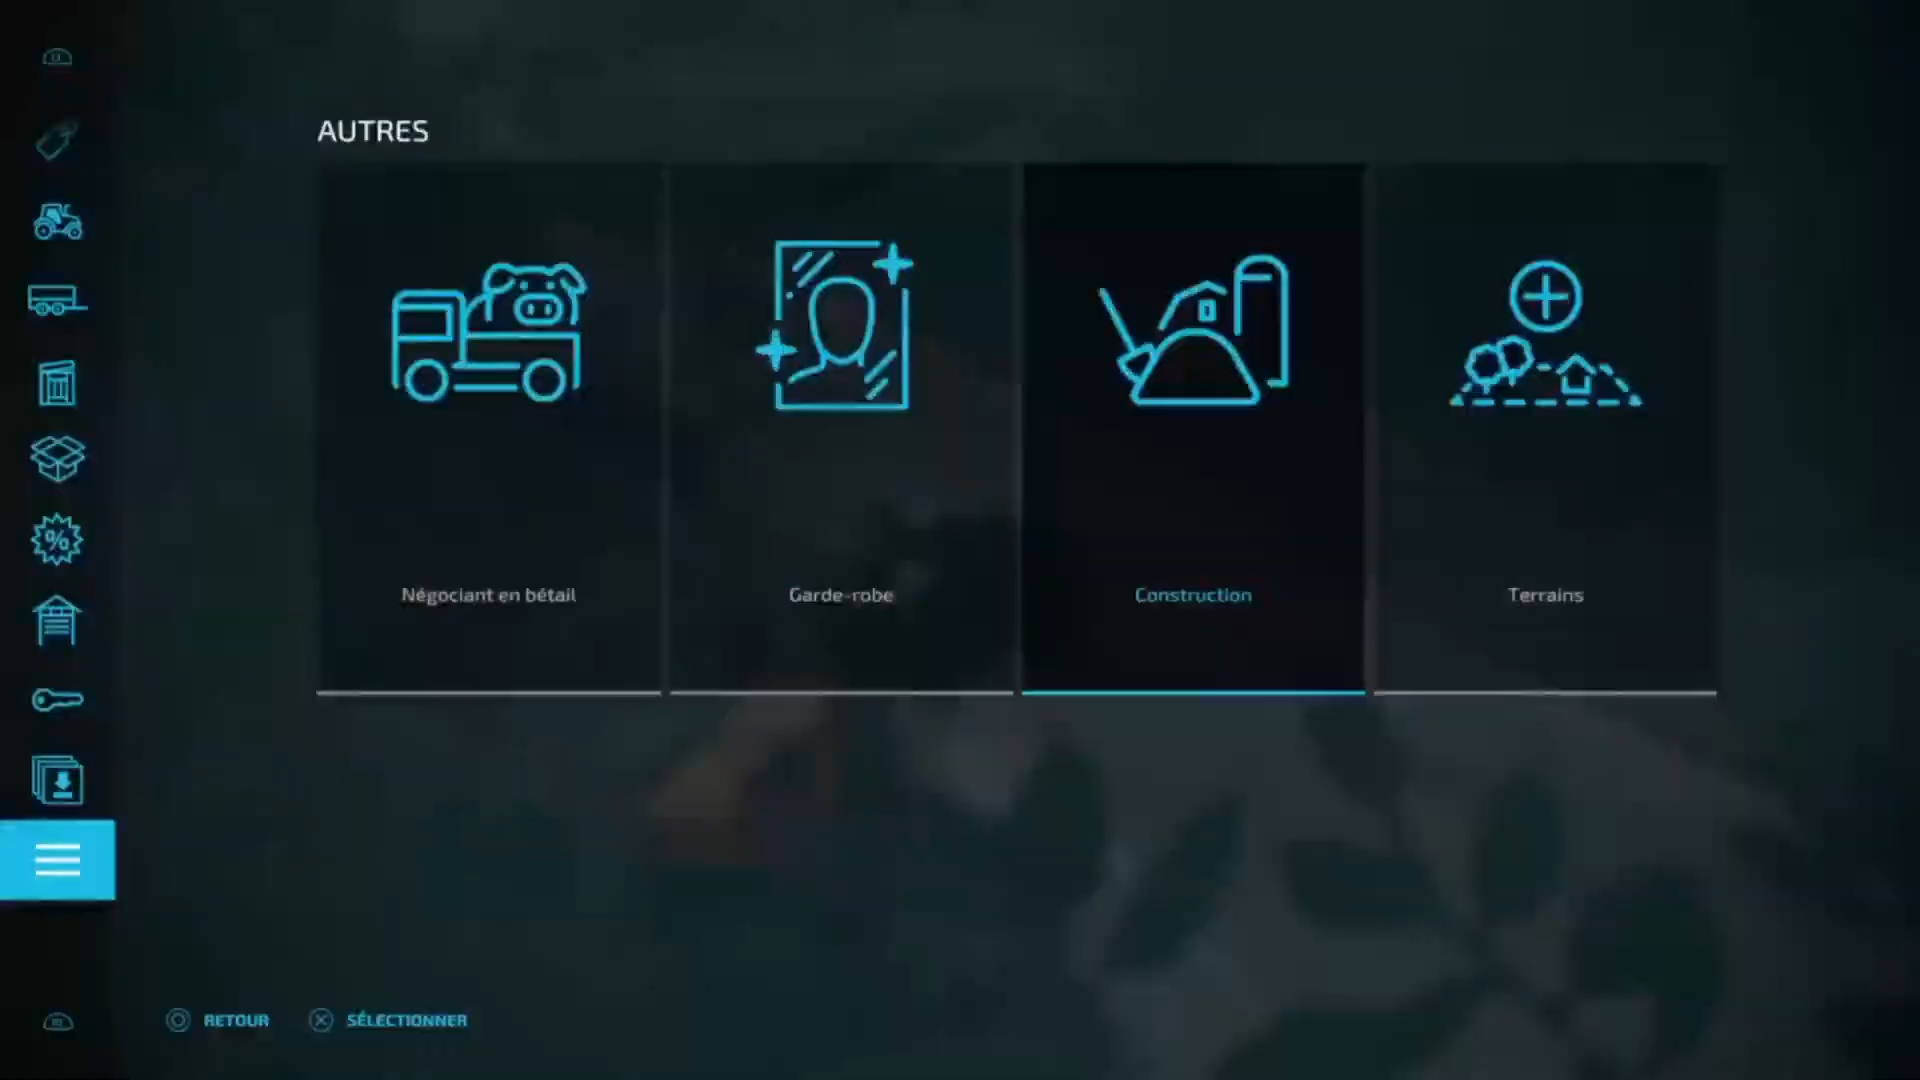 AUTRES
Négociant en bétail
Garde-robe
Construction
Terrains
%
RETOUR
SÉLECTIONNER